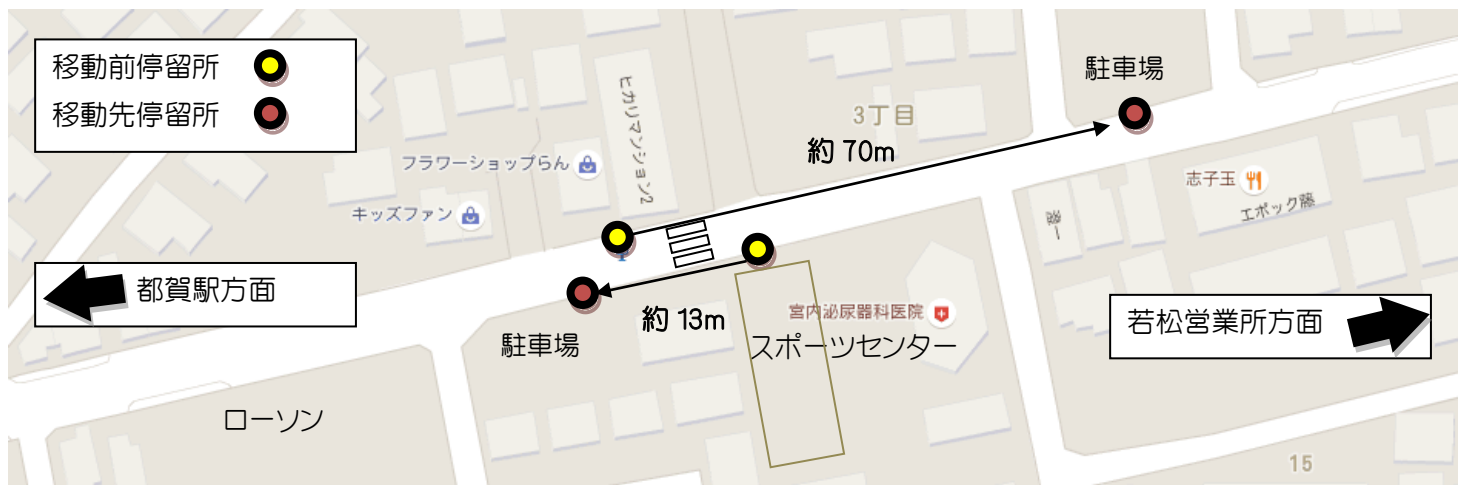 移動前停留所
移動先停留所
駐車場
3丁目
ヒカリマンション2
約 70m
フラワーショップらん
キッズファン
志子玉
エポック藤
都賀駅方面
約 13m
宮内泌尿器科医院
スポーツセンター
若松営業所方面
駐車場
ローソン
15